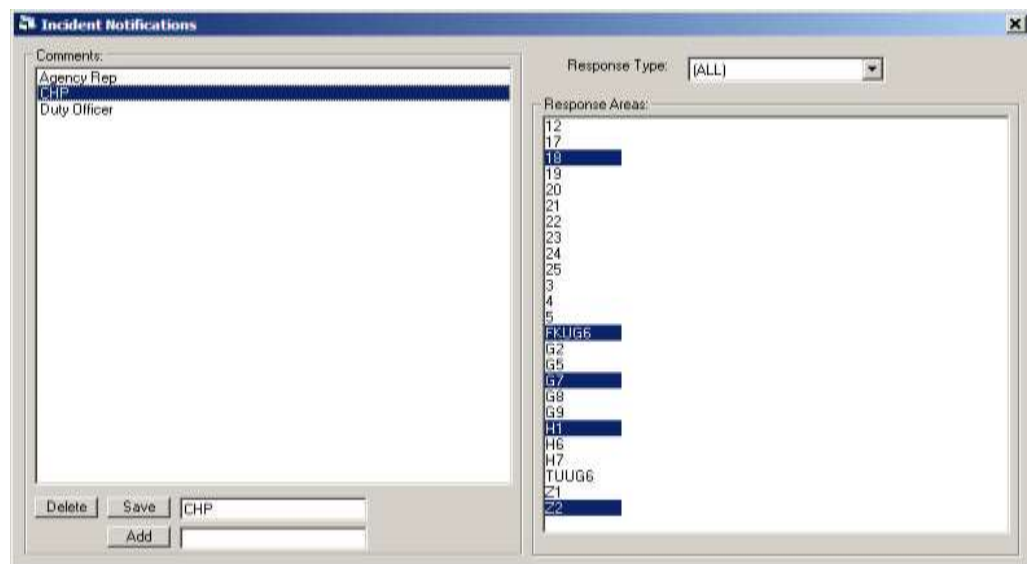 Incident Notifications
Comments:
Agency Rep
CHP
Duty Officer
Delete
Save
CHP
Add
Response Type:
(ALL)
Response Areas:
12
17
18
19
20
21
22
23
24
25
3
4
5
FKUG6
G2
G5
G7
G8
G9
H1
H6
H7
TUUG6
Z1
Z2